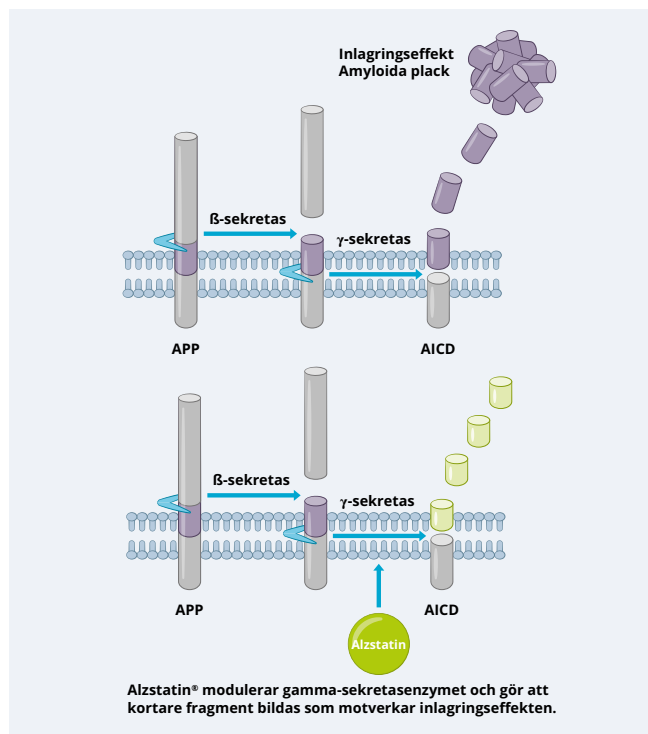 Inlagringseffekt
Amyloida plack
ß-sekretas
γ-sekretas
APP
AICD
ß-sekretas
γ-sekretas
APP
AICD
Alzstatin
Alzstatin® modulerar gamma-sekretasenzymet och gör att
kortare fragment bildas som motverkar inlagringseffekten.